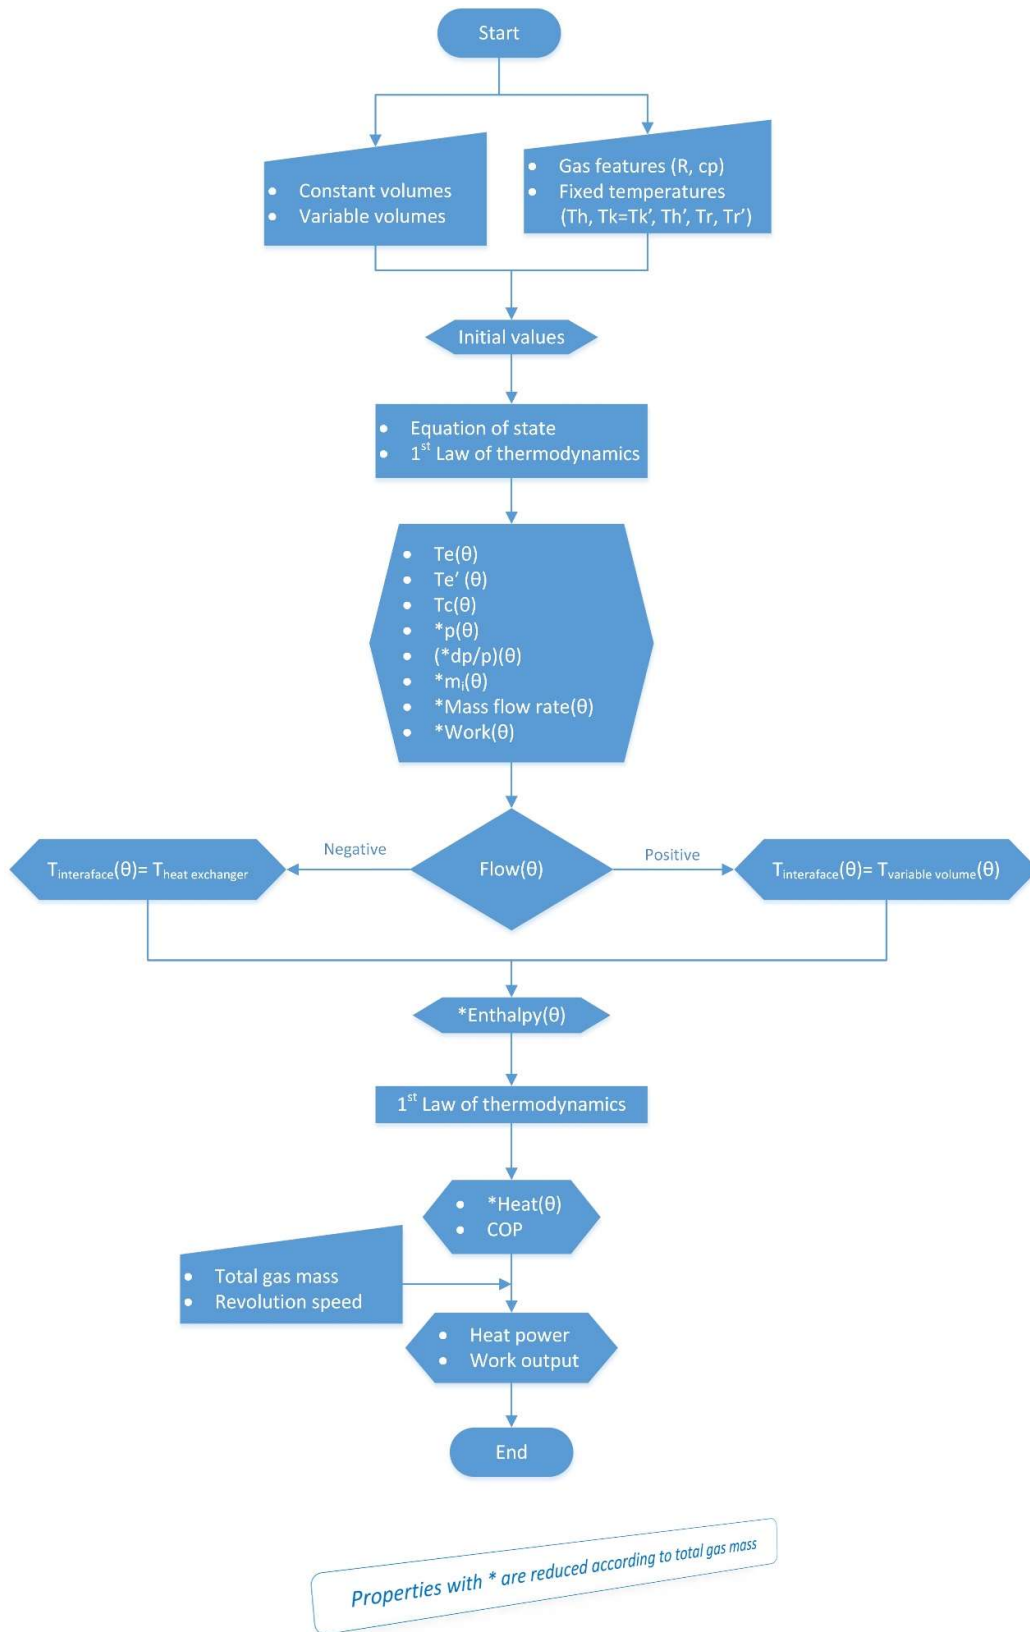 Start
• Constant volumes
• Variable volumes
• Gas features (R, cp)
• Fixed temperatures
(Th, Tk=Tk’, Th’, Tr, Tr’)
Initial values
• Equation of state
• 1st Law of thermodynamics
• Te(θ)
• Te’ (θ)
• Tc(θ)
• *p(θ)
• (*dp/p)(θ)
• *mi(θ)
• *Mass flow rate(θ)
• *Work(θ)
Tinteraface(θ)= Theat exchanger
Negative
Flow(θ)
Positive
Tinteraface(θ)= Tvariable volume(θ)
*Enthalpy(θ)
1st Law of thermodynamics
• *Heat(θ)
• COP
• Total gas mass
• Revolution speed
• Heat power
• Work output
End
Properties with * are reduced according to total gas mass